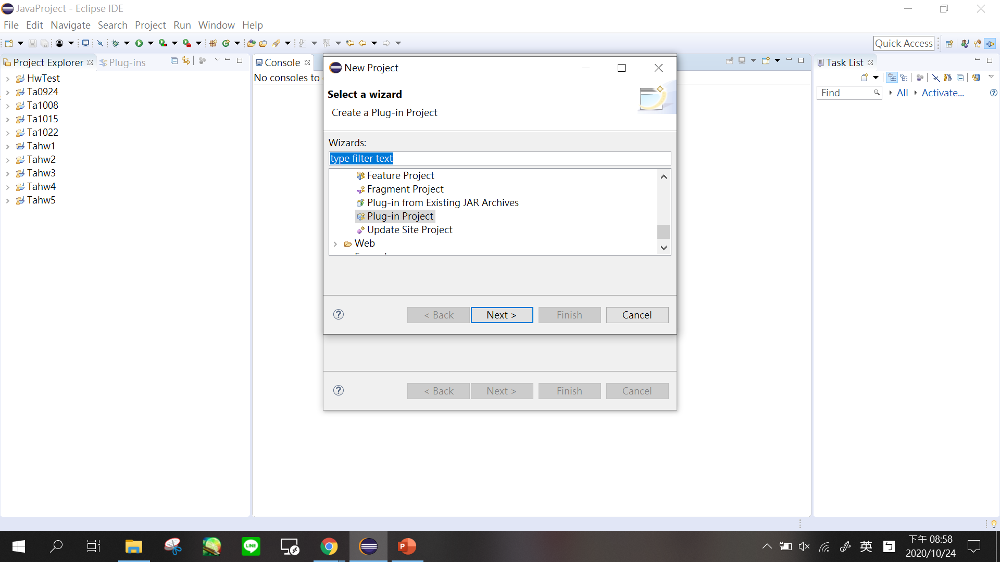 JavaProject - Eclipse IDE
File Edit Navigate Search Project Run Window Help
Quick Access
Project Explorer
Plug-ins
HwTest
Ta0924
Ta1008
Ta1015
Ta1022
Tahw1
Tahw2
Tahw3
Tahw4
Tahw5
Console
No consoles to
New Project
Select a wizard
Create a Plug-in Project
Wizards:
type filter text
Feature Project
Fragment Project
Plug-in from Existing JAR Archives
Plug-in Project
Update Site Project
Web
< Back Next > Finish Cancel
< Back Next > Finish Cancel
Task List
Find All Activate...
LINE
P
英
ㄅ
下午 08:58
2020/10/24